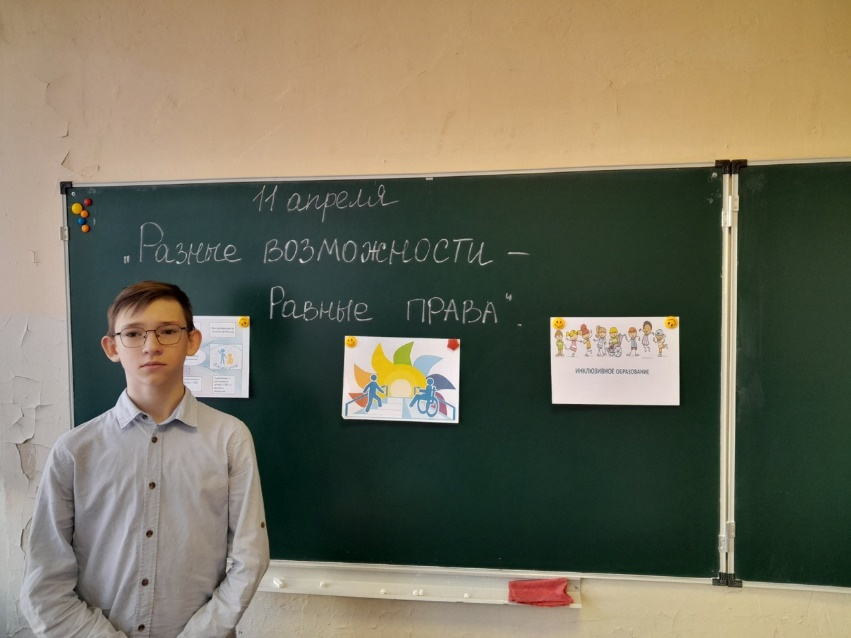 11 апреля
„Разные возможности –
Равные права".
ИНКЛЮЗИВНОЕ ОБРАЗОВАНИЕ